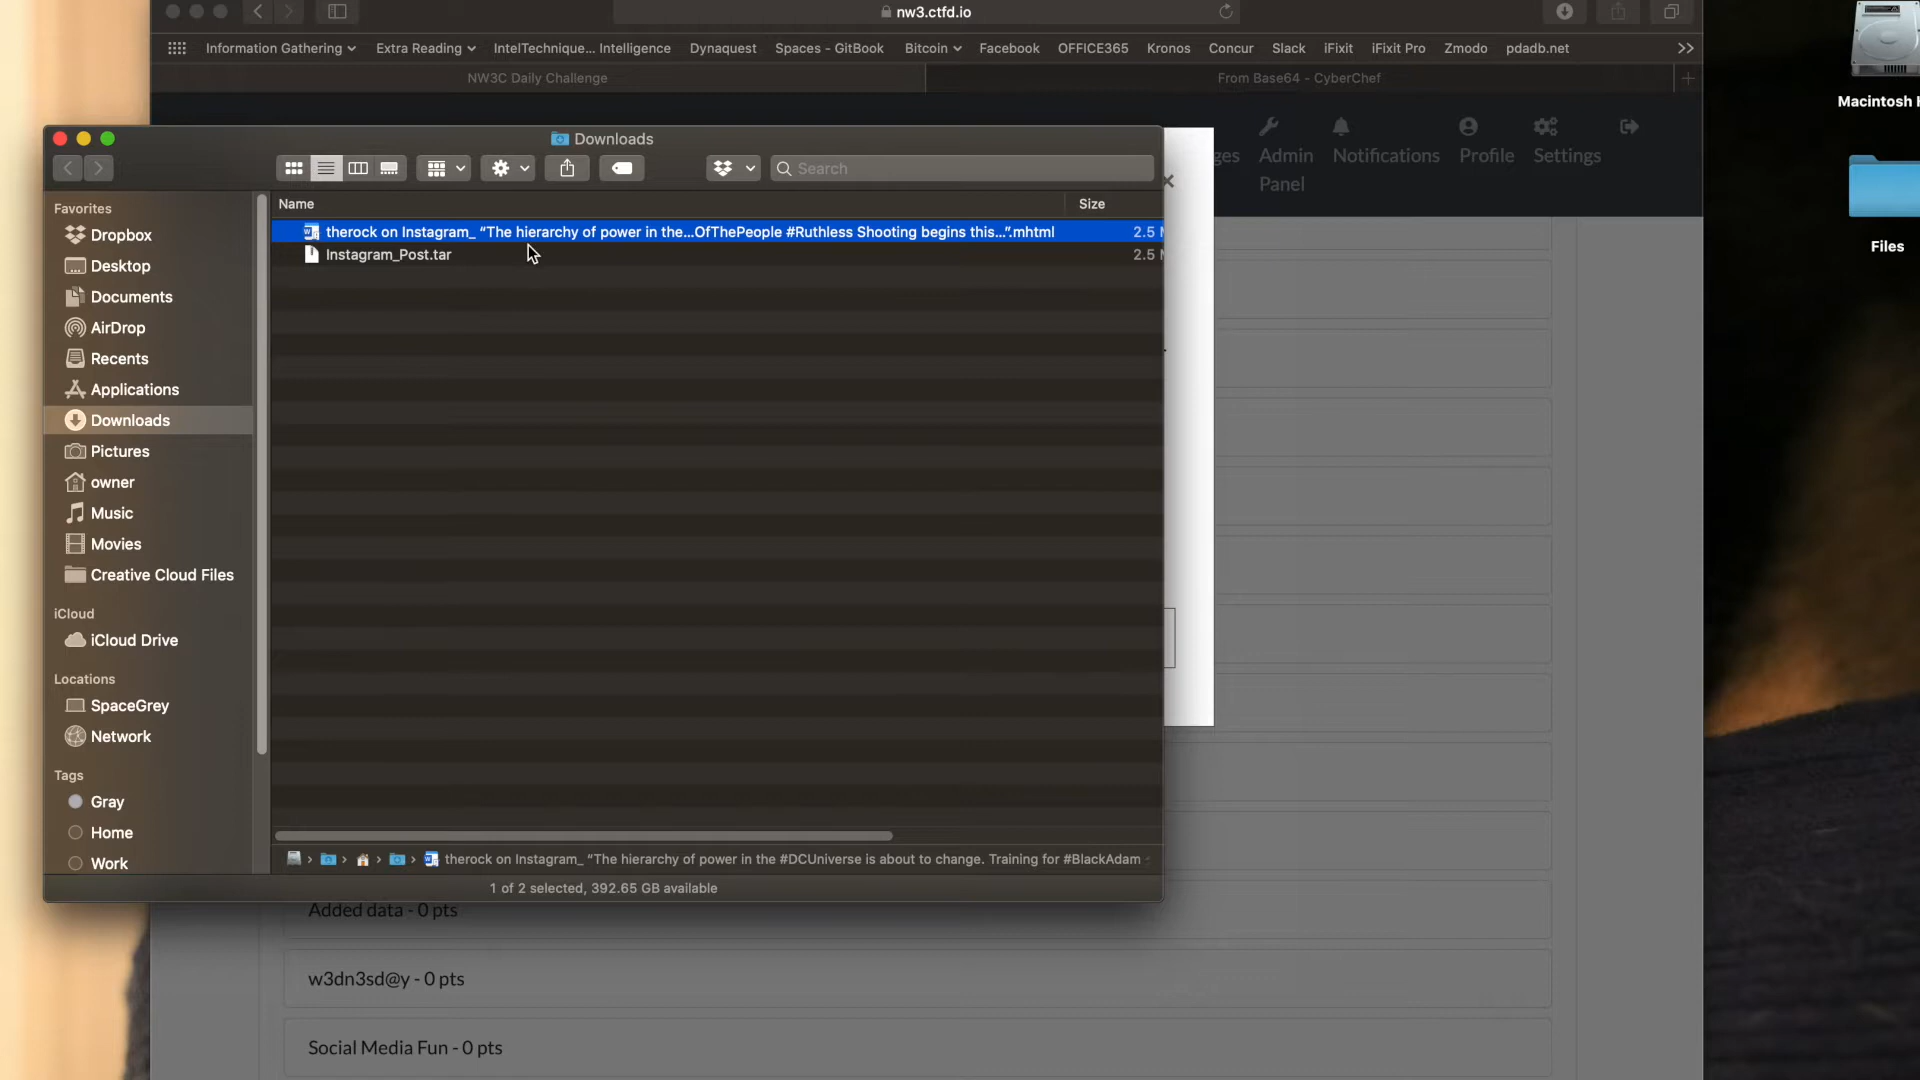 nw3.ctfd.io
Information Gathering Extra Reading IntelTechnique... Intelligence Dynaquest Spaces - GitBook Bitcoin Facebook OFFICE365 Kronos Concur Slack iFixit iFixit Pro Zmodo pdadb.net
NW3C Daily Challenge From Base64 - CyberChef
Macintosh H
Admin Panel Notifications Profile Settings
Files
Downloads
Search
Favorites
Dropbox
Desktop
Documents
AirDrop
Recents
Applications
Downloads
Pictures
owner
Music
Movies
Creative Cloud Files
iCloud
iCloud Drive
Locations
SpaceGrey
Network
Tags
Gray
Home
Work
Name Size
therock on Instagram_ “The hierarchy of power in the...OfThePeople #Ruthless Shooting begins this...”.mhtml 2.5 M
Instagram_Post.tar 2.5 M
therock on Instagram_ “The hierarchy of power in the #DCUniverse is about to change. Training for #BlackAdam
1 of 2 selected, 392.65 GB available
Added data - 0 pts
w3dn3sd@y - 0 pts
Social Media Fun - 0 pts